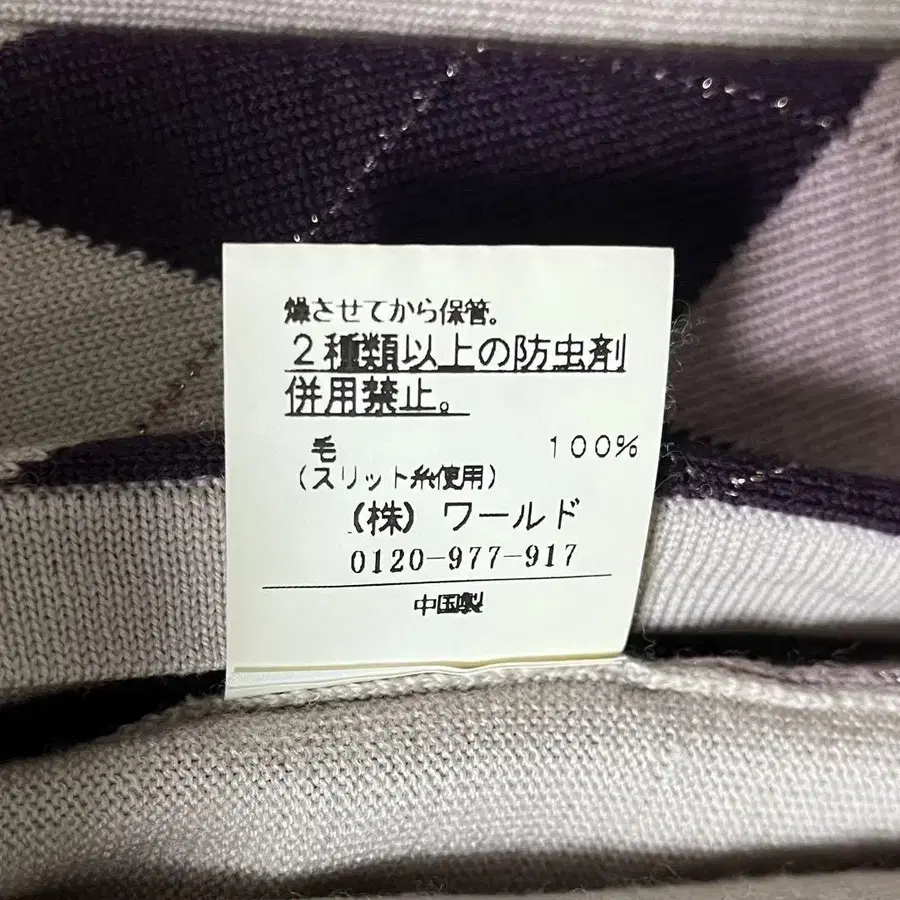 燥させてから保管。
2種類以上の防虫剤
併用禁止。
毛 100%
(スリット糸使用)
(株) ワールド
0120-977-917
中国製